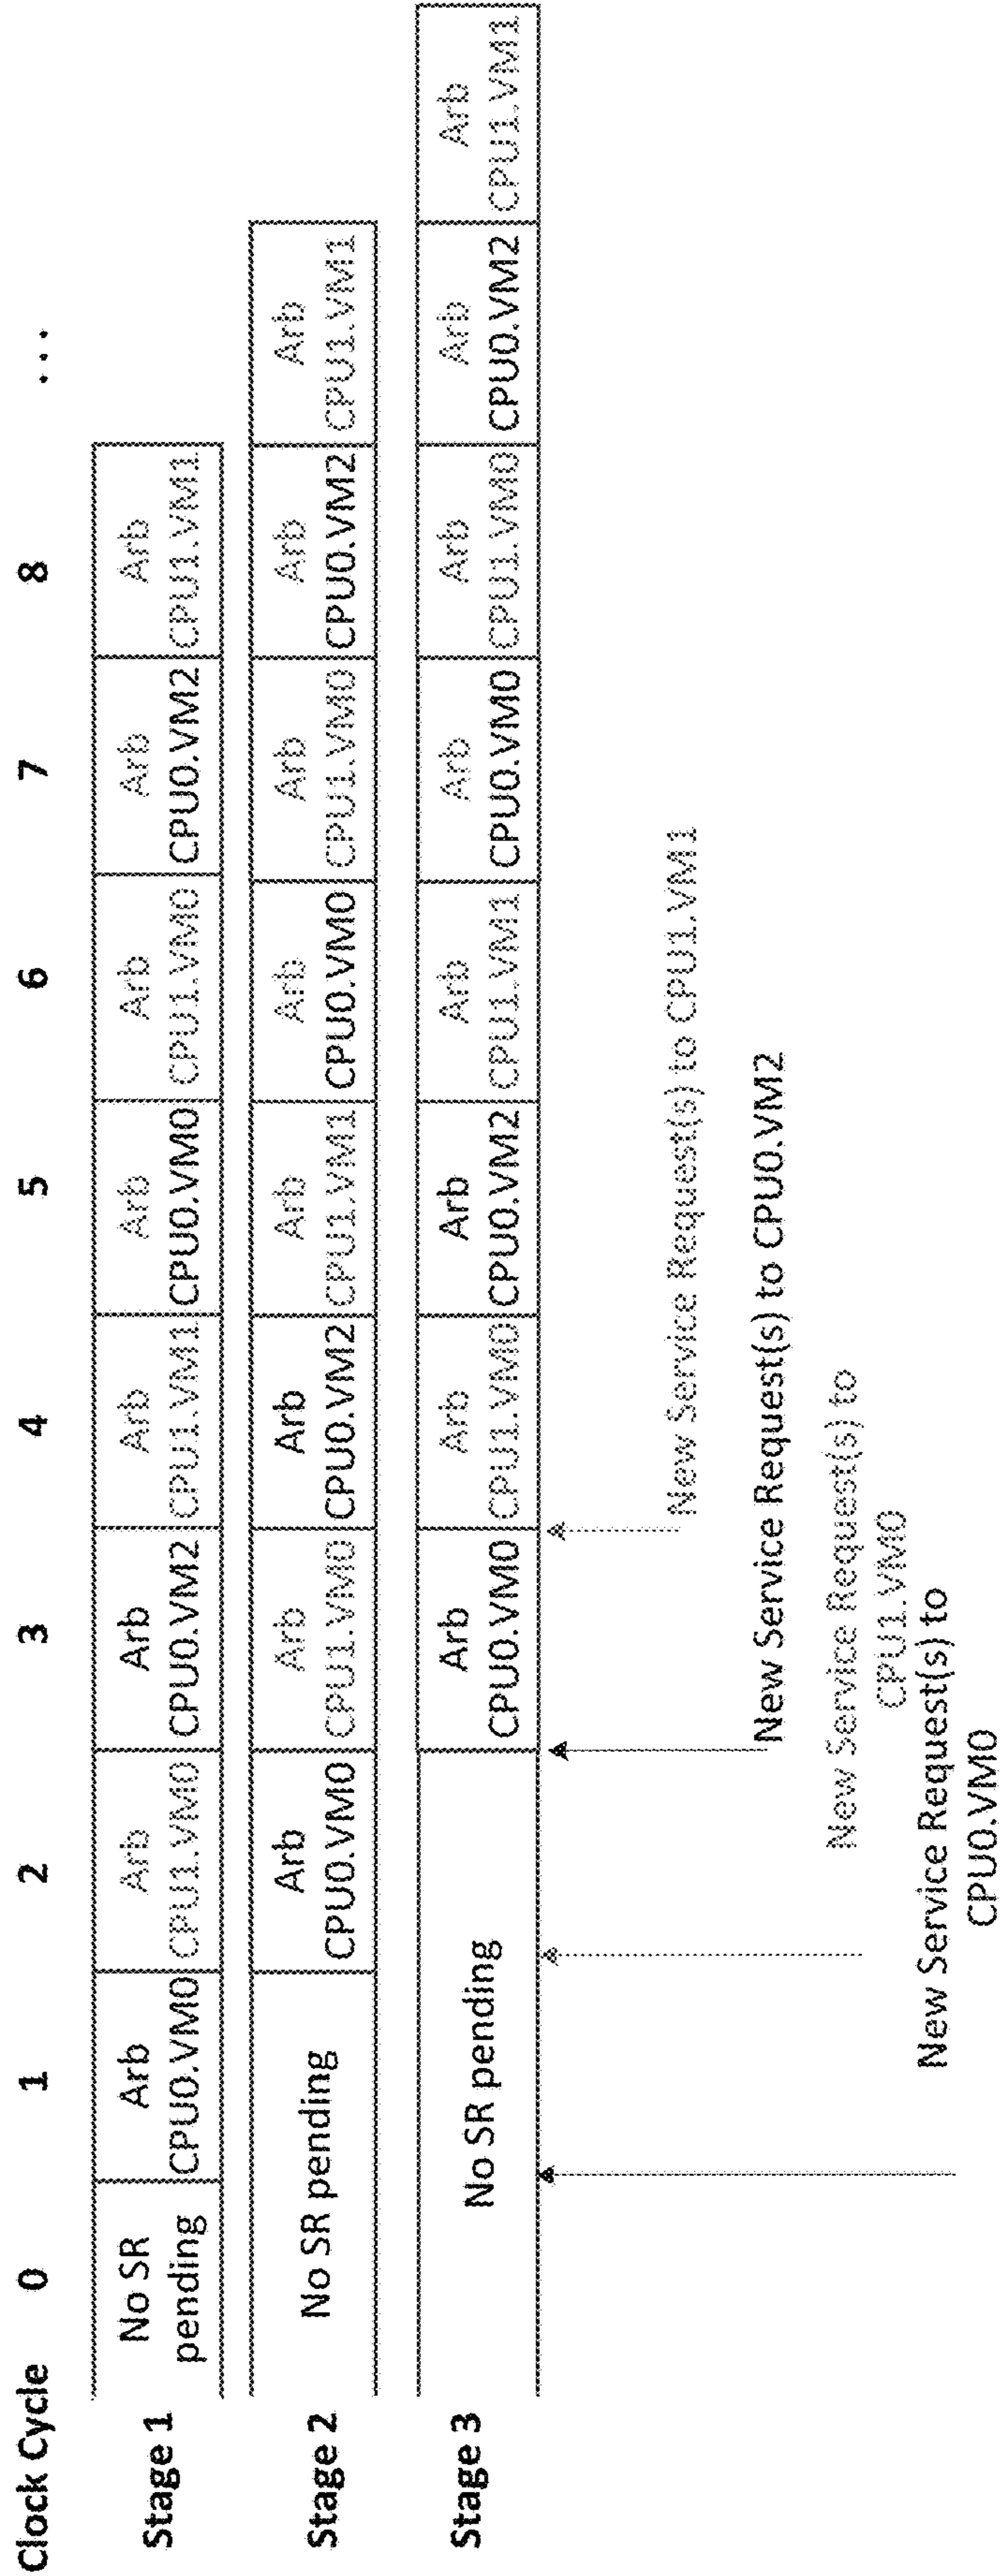 Clock Cycle 0 1 2 3 4 5 6 7 8 ...
Stage 1
No SR
pending
Arb
CPU0.VM0
Arb
CPU1.VM0
Arb
CPU0.VM2
Arb
CPU1.VM1
Arb
CPU0.VM0
Arb
CPU1.VM0
Arb
CPU0.VM2
Arb
CPU1.VM1
Stage 2
No SR pending
Arb
CPU0.VM0
Arb
CPU1.VM0
Arb
CPU0.VM2
Arb
CPU1.VM1
Arb
CPU0.VM0
Arb
CPU1.VM0
Arb
CPU0.VM2
Arb
CPU1.VM1
Stage 3
No SR pending
Arb
CPU0.VM0
Arb
CPU1.VM0
Arb
CPU0.VM2
Arb
CPU1.VM1
Arb
CPU0.VM0
Arb
CPU1.VM0
Arb
CPU0.VM2
Arb
CPU1.VM1
New Service Request(s) to CPU1.VM1
New Service Request(s) to CPU0.VM2
New Service Request(s) to
CPU1.VM0
New Service Request(s) to
CPU0.VM0